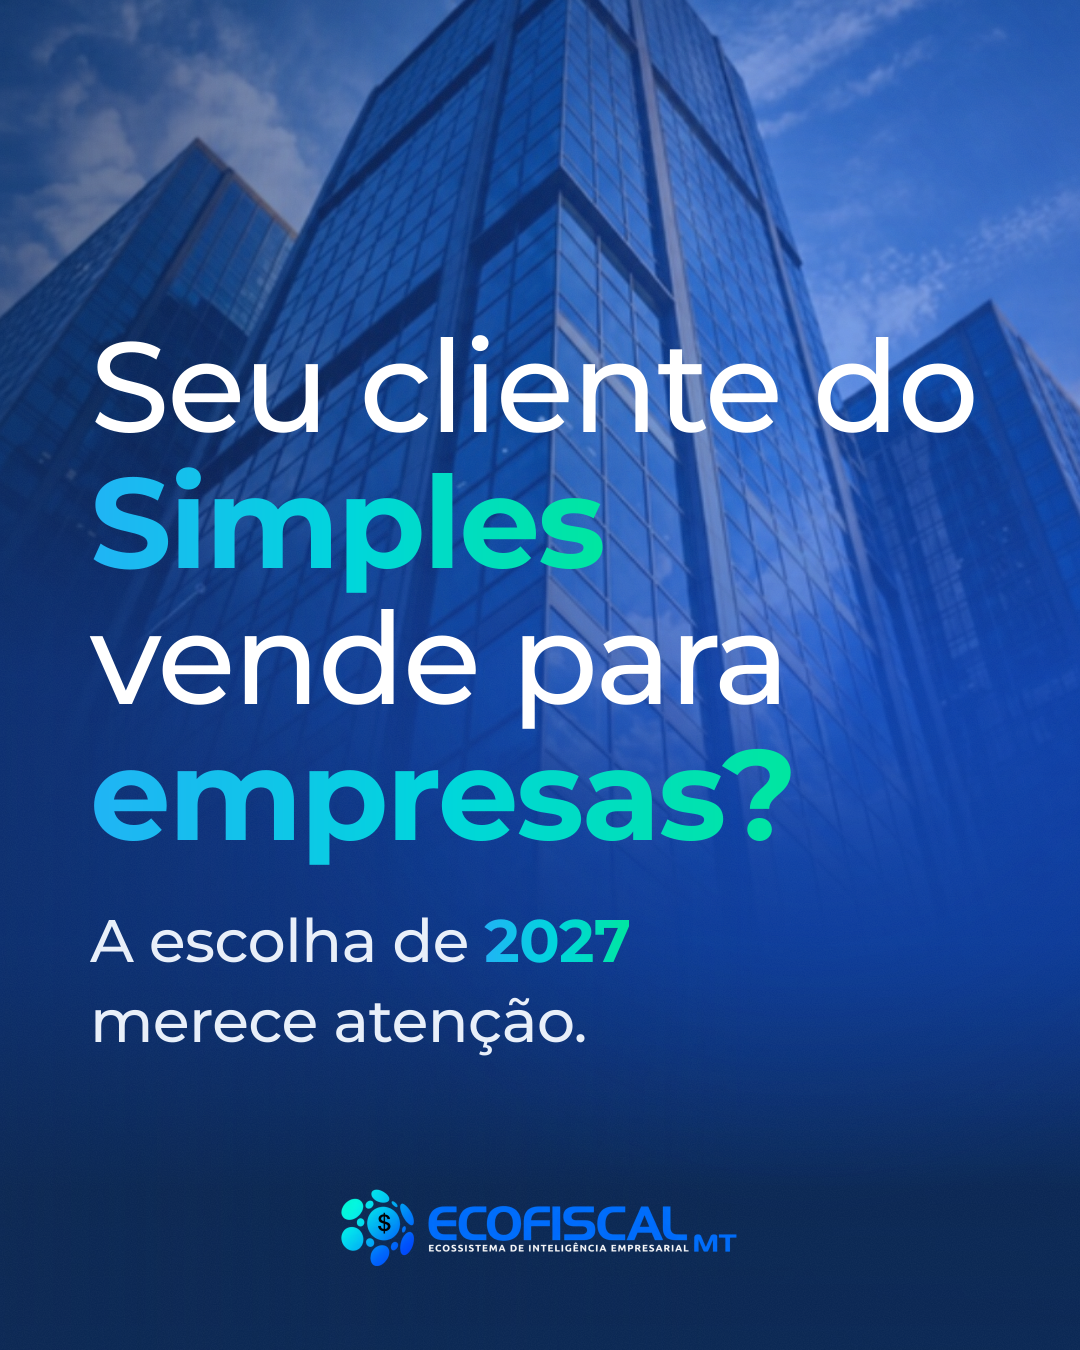 Seu cliente do
Simples
vende para
empresas?
A escolha de 2027
merece atenção.
$
ECOFISCAL MT
ECOSSISTEMA DE INTELIGÊNCIA EMPRESARIAL